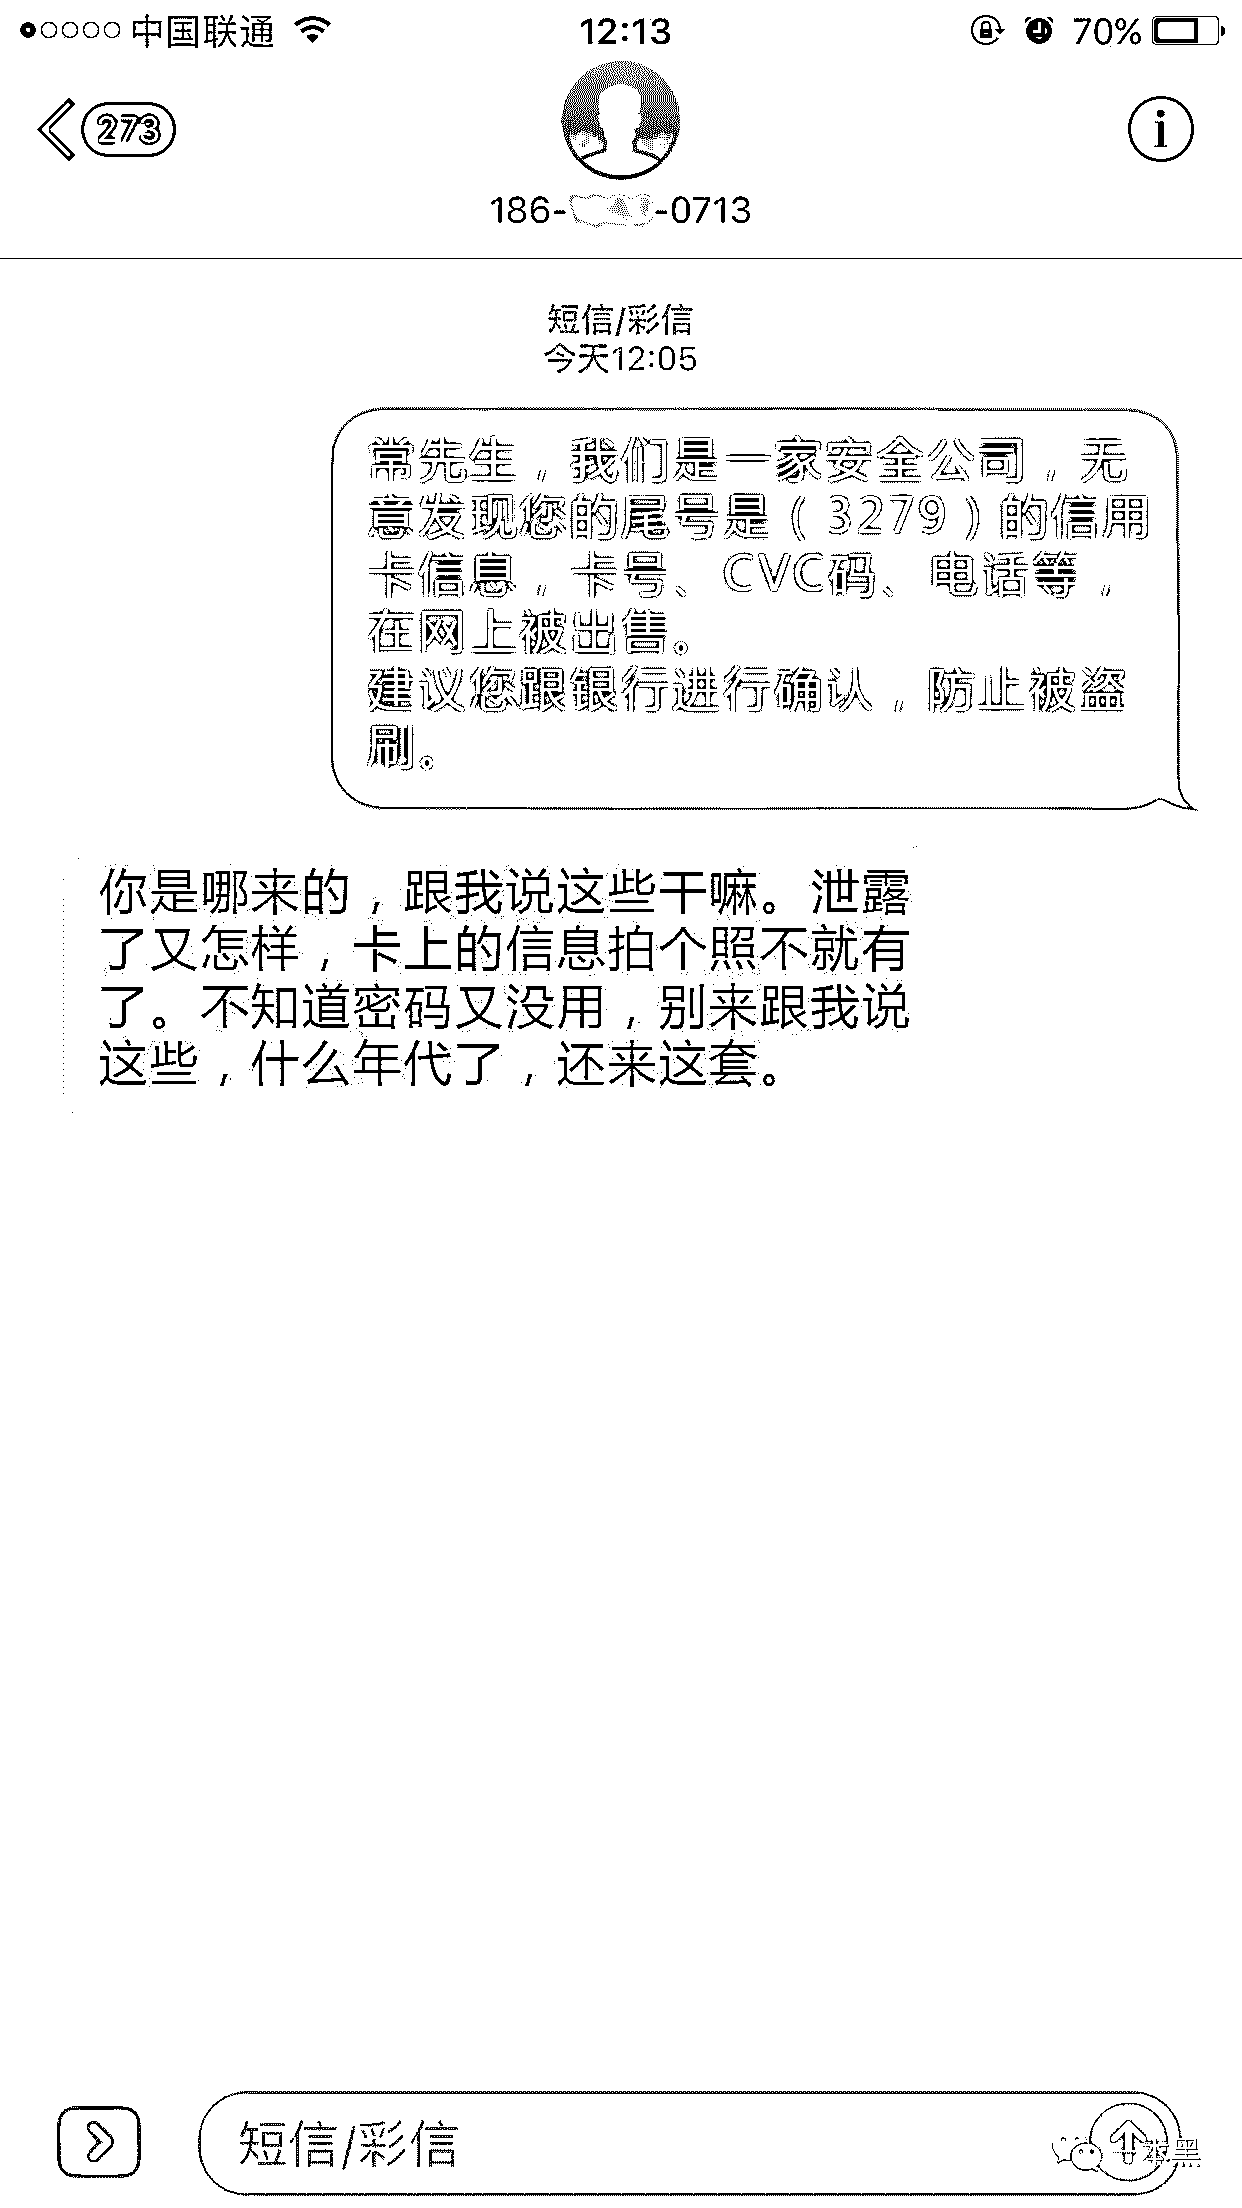 中国联通
12:13
70%
273
186-
-0713
短信/彩信
今天12:05
常先生，我们是一家安全公司，无
意发现您的尾号是（3279）的信用
卡信息，卡号、CVC码、电话等，
在网上被出售。
建议您跟银行进行确认，防止被盗
刷。
你是哪来的，跟我说这些干嘛。泄露
了又怎样，卡上的信息拍个照不就有
了。不知道密码又没用，别来跟我说
这些，什么年代了，还来这套。
短信/彩信
一本黑